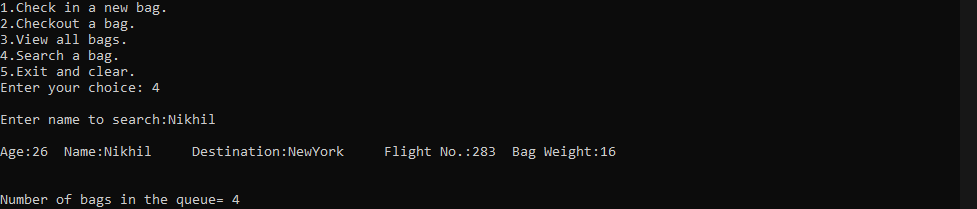 1.Check in a new bag.
2.Checkout a bag.
3.View all bags.
4.Search a bag.
5.Exit and clear.
Enter your choice: 4
Enter name to search:Nikhil
Age:26  Name:Nikhil     Destination:NewYork     Flight No.:283  Bag Weight:16
Number of bags in the queue= 4